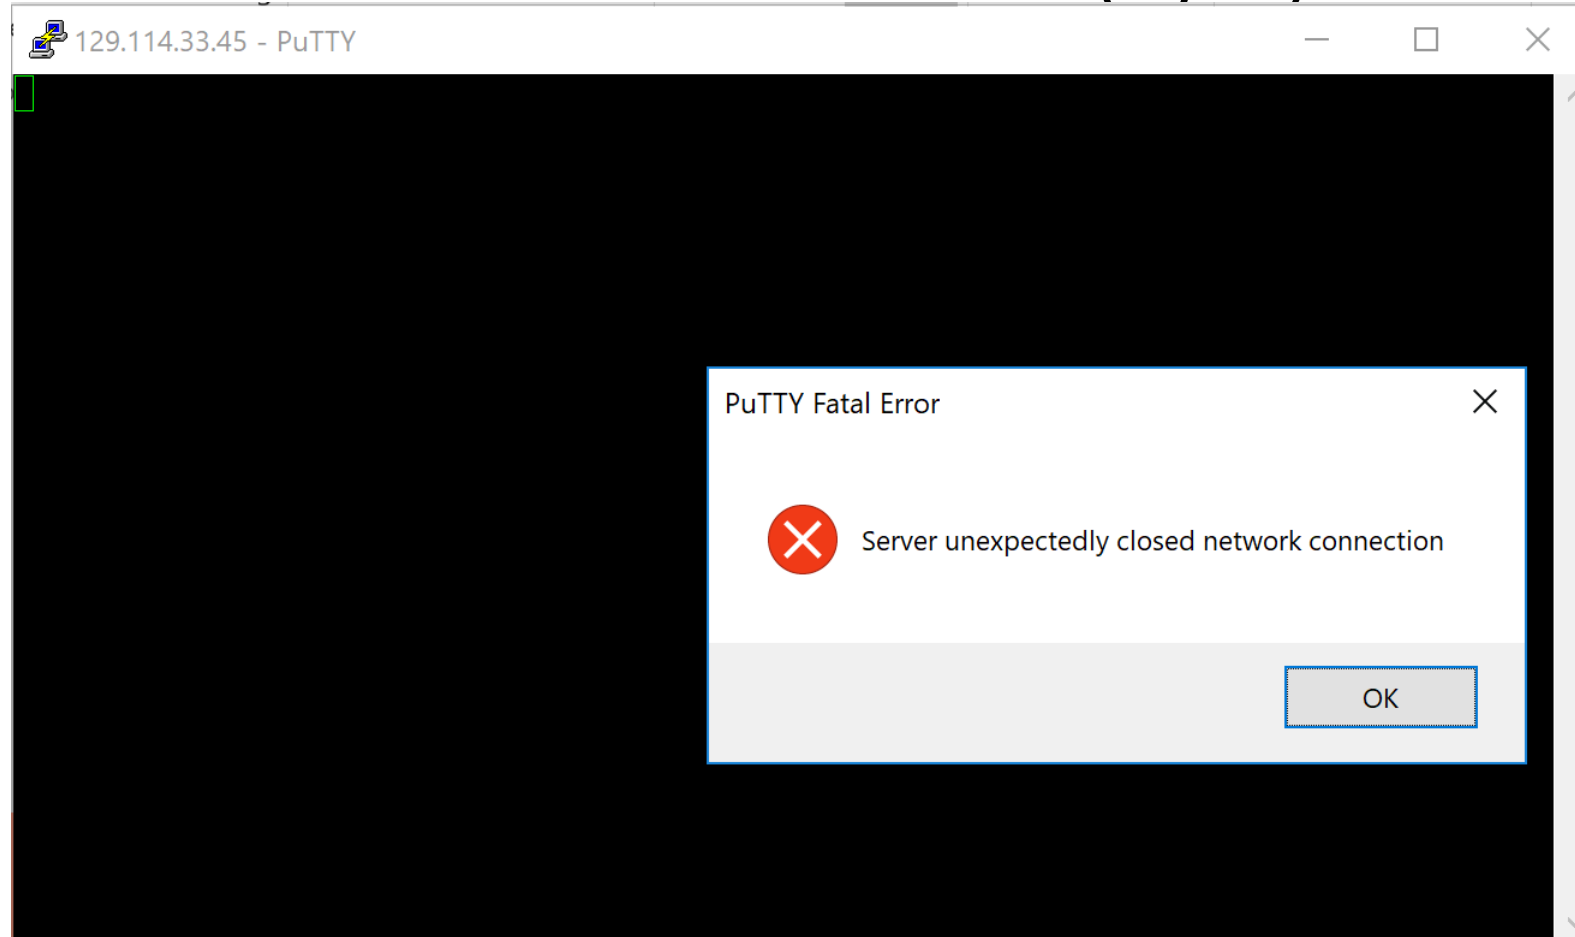 129.114.33.45 - PuTTY
PuTTY Fatal Error
Server unexpectedly closed network connection
OK